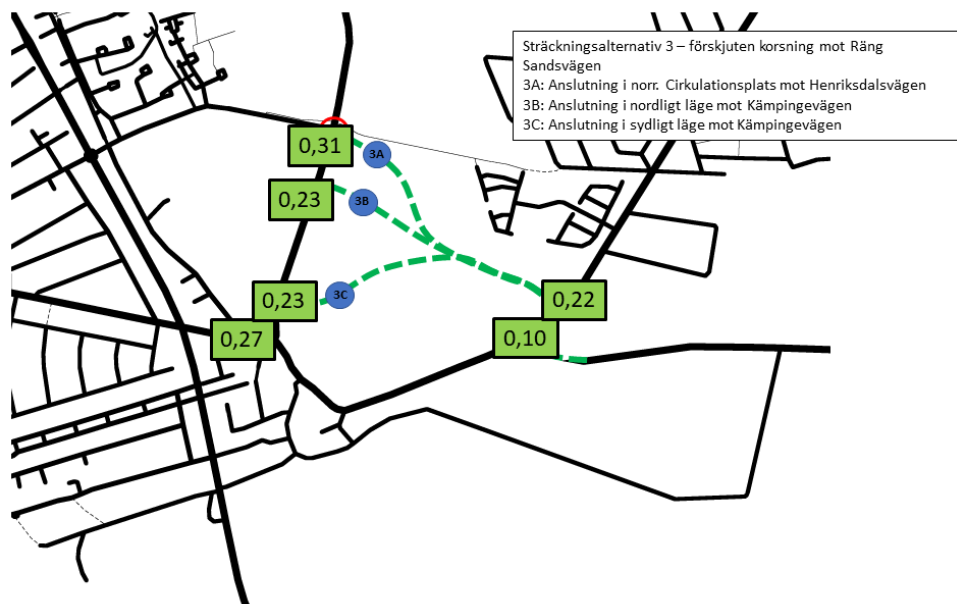 Sträckningsalternativ 3 – förskjuten korsning mot Räng
Sandsvägen
3A: Anslutning i norr. Cirkulationsplats mot Henriksdalsvägen
3B: Anslutning i nordligt läge mot Kämpingevägen
3C: Anslutning i sydligt läge mot Kämpingevägen
0,31
3A
0,23
3B
0,23
3C
0,22
0,27
0,10